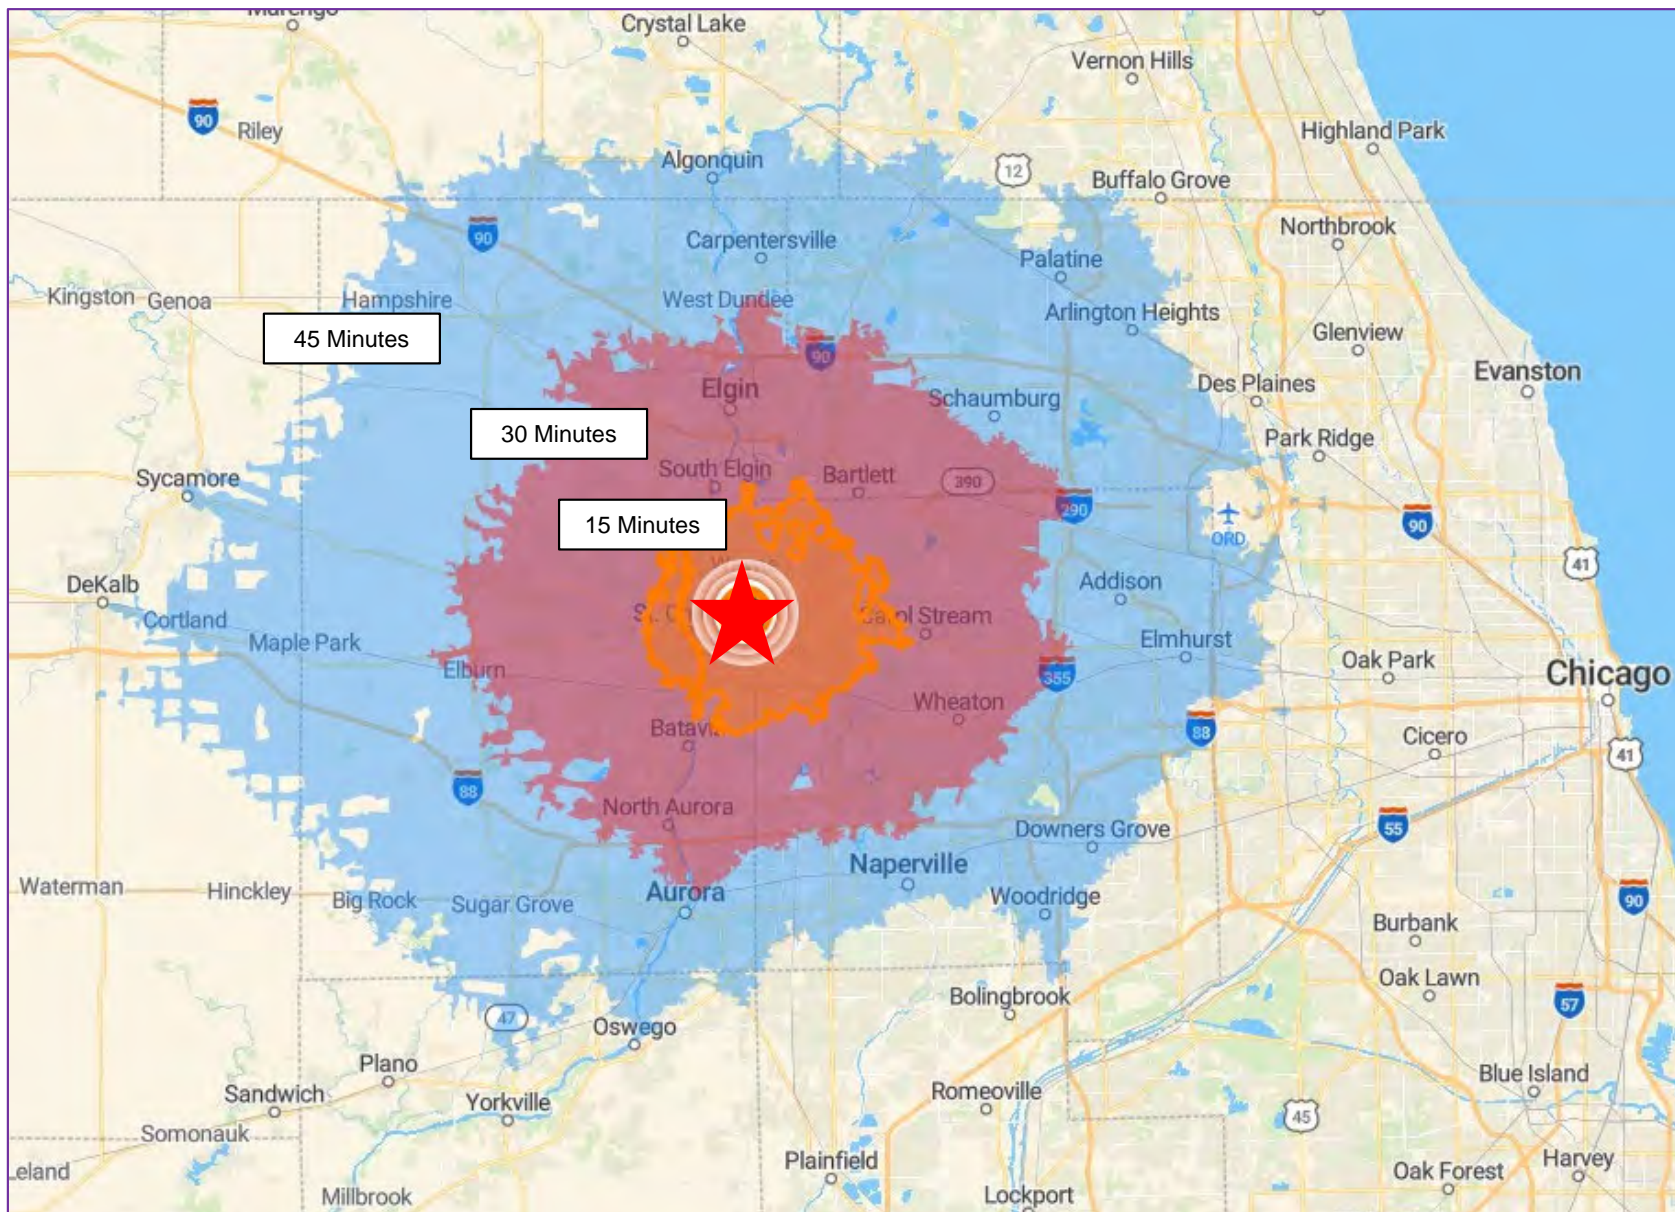 Marengo
Crystal Lake
Vernon Hills
90
Riley
Highland Park
Algonquin
12
Buffalo Grove
90
Carpentersville
Northbrook
Palatine
Kingston
Genoa
Hampshire
West Dundee
Arlington Heights
45 Minutes
90
Glenview
Elgin
Schaumburg
Des Plaines
Evanston
30 Minutes
Park Ridge
Sycamore
South Elgin
Bartlett
390
290
15 Minutes
ORD
90
41
DeKalb
Addison
Cortland
Maple Park
St.
Carol Stream
Elmhurst
Elburn
355
Oak Park
Chicago
Wheaton
Batavia
88
Cicero
41
88
North Aurora
Downers Grove
55
Waterman
Hinckley
Big Rock
Sugar Grove
Aurora
Naperville
Woodridge
90
Burbank
Oak Lawn
Bolingbrook
57
47
Oswego
Plano
Blue Island
Sandwich
Yorkville
Romeoville
45
Somonauk
Leland
Millbrook
Plainfield
Lockport
Oak Forest
Harvey